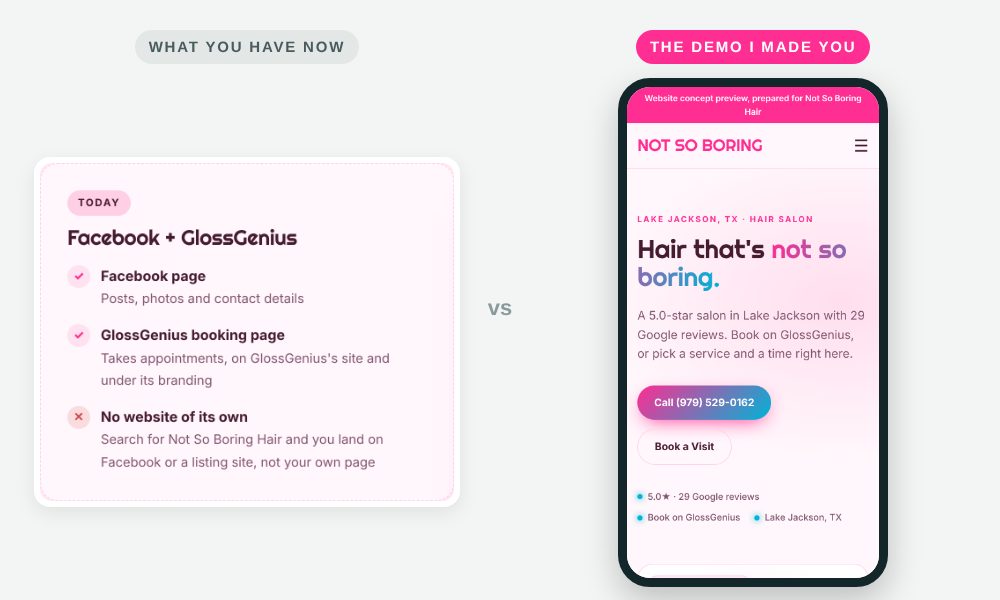 WHAT YOU HAVE NOW
TODAY
Facebook + GlossGenius
✓ Facebook page
Posts, photos and contact details
✓ GlossGenius booking page
Takes appointments, on GlossGenius's site and
under its branding
✕ No website of its own
Search for Not So Boring Hair and you land on
Facebook or a listing site, not your own page
vs
THE DEMO I MADE YOU
Website concept preview, prepared for Not So Boring
Hair
NOT SO BORING ☰
LAKE JACKSON, TX · HAIR SALON
Hair that's not so
boring.
A 5.0-star salon in Lake Jackson with 29
Google reviews. Book on GlossGenius,
or pick a service and a time right here.
Call (979) 529-0162
Book a Visit
5.0★ · 29 Google reviews
Book on GlossGenius Lake Jackson, TX